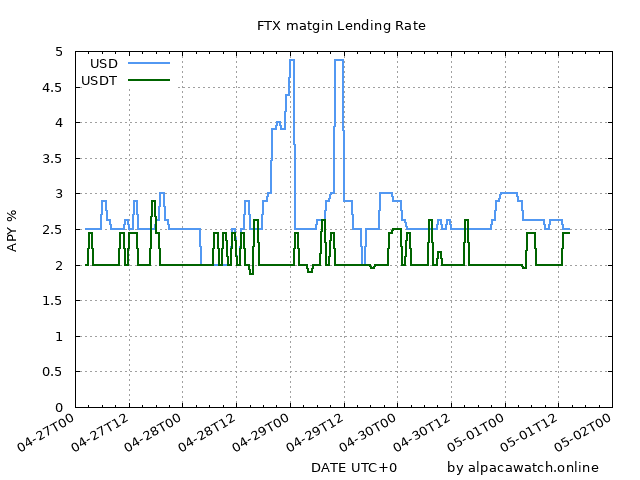 FTX matgin Lending Rate
USD
USDT
5
4.5
4
3.5
3
2.5
2
1.5
1
0.5
0
APY %
04-27T00
04-27T12
04-28T00
04-28T12
04-29T00
04-29T12
04-30T00
04-30T12
05-01T00
05-01T12
05-02T00
DATE UTC+0
by alpacawatch.online